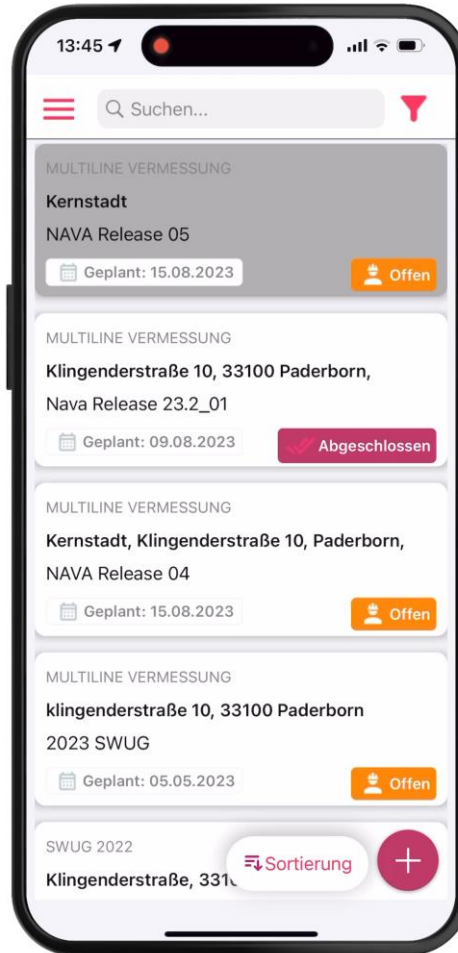 13:45
Suchen...
MULTILINE VERMESSUNG
Kernstadt
NAVA Release 05
Geplant: 15.08.2023
Offen
MULTILINE VERMESSUNG
Klingenderstraße 10, 33100 Paderborn,
Nava Release 23.2_01
Geplant: 09.08.2023
Abgeschlossen
MULTILINE VERMESSUNG
Kernstadt, Klingenderstraße 10, Paderborn,
NAVA Release 04
Geplant: 15.08.2023
Offen
MULTILINE VERMESSUNG
klingenderstraße 10, 33100 Paderborn
2023 SWUG
Geplant: 05.05.2023
Offen
SWUG 2022
Klingenderstraße, 331
Sortierung